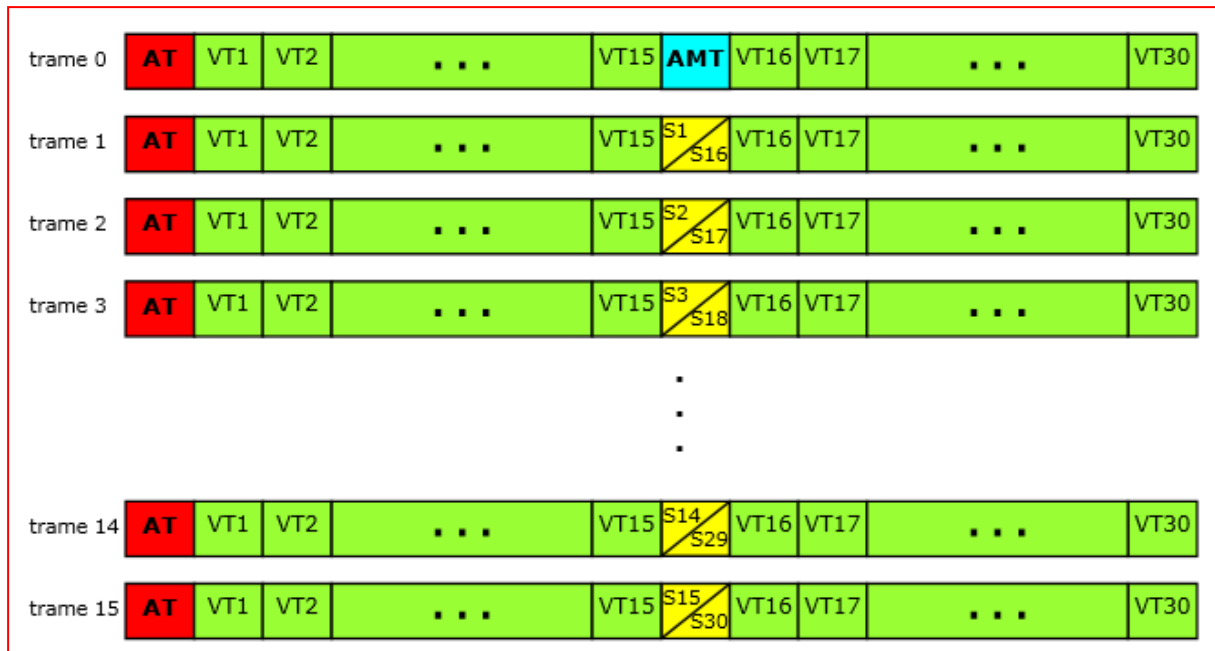 trame 0 AT VT1 VT2 . . . VT15 AMT VT16 VT17 . . . VT30
trame 1 AT VT1 VT2 . . . VT15 S1 S16 VT16 VT17 . . . VT30
trame 2 AT VT1 VT2 . . . VT15 S2 S17 VT16 VT17 . . . VT30
trame 3 AT VT1 VT2 . . . VT15 S3 S18 VT16 VT17 . . . VT30
.
.
.
trame 14 AT VT1 VT2 . . . VT15 S14 S29 VT16 VT17 . . . VT30
trame 15 AT VT1 VT2 . . . VT15 S15 S30 VT16 VT17 . . . VT30